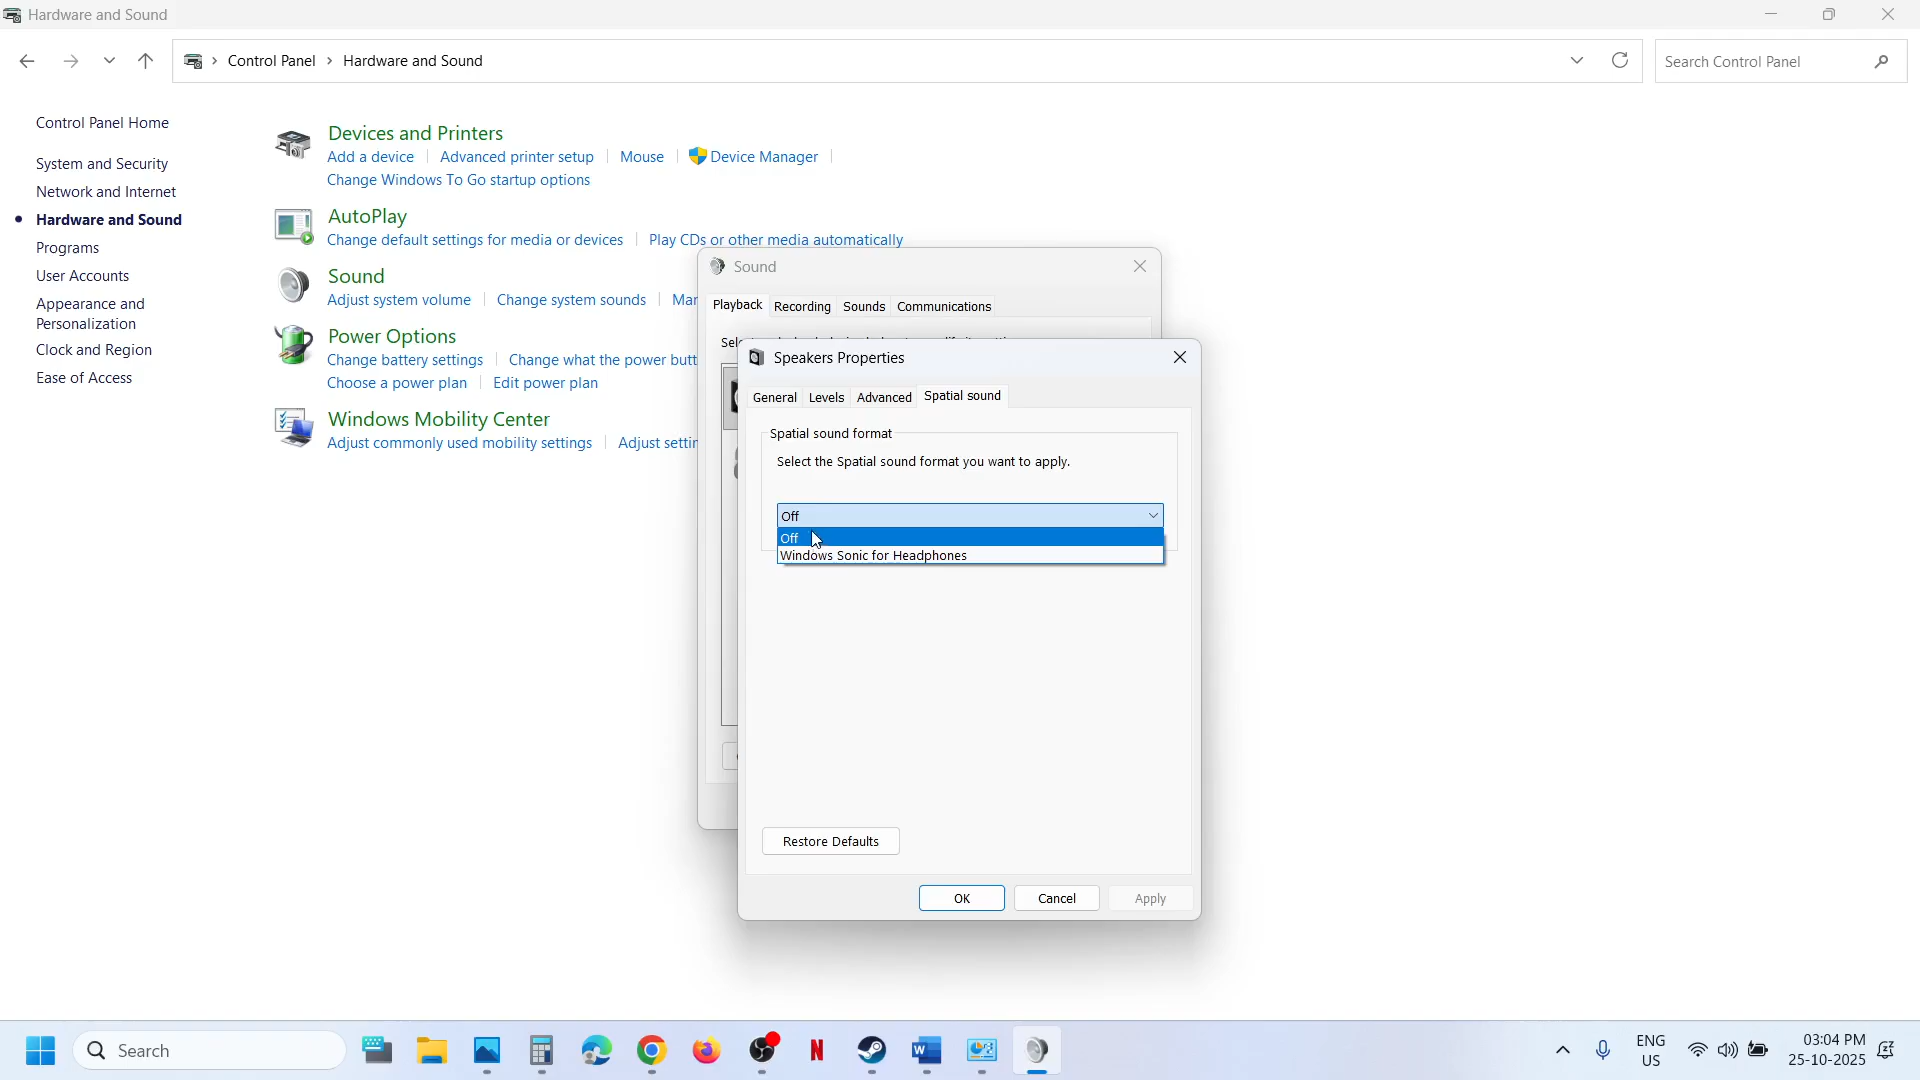 Hardware and Sound
Control Panel > Hardware and Sound
Search Control Panel
Control Panel Home
System and Security
Network and Internet
Hardware and Sound
Programs
User Accounts
Appearance and
Personalization
Clock and Region
Ease of Access
Devices and Printers
Add a device
Advanced printer setup
Mouse
Device Manager
Change Windows To Go startup options
AutoPlay
Change default settings for media or devices
Play CDs or other media automatically
Sound
Adjust system volume
Change system sounds
Power Options
Change battery settings
Change what the power
Choose a power plan
Edit power plan
Windows Mobility Center
Adjust commonly used mobility settings
Adjust
Sound
Playback
Recording
Sounds
Communications
Speakers Properties
General
Levels
Advanced
Spatial sound
Spatial sound format
Select the Spatial sound format you want to apply.
Off
Off
Windows Sonic for Headphones
Restore Defaults
OK
Cancel
Apply
Search
ENG
US
03:04 PM
25-10-2025